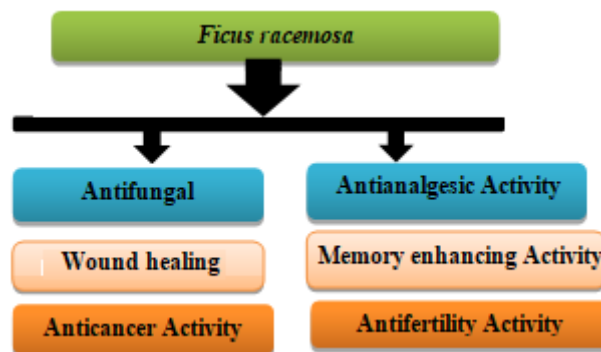 Ficus racemosa
Antifungal
Antianalgesic Activity
Wound healing
Memory enhancing Activity
Anticancer Activity
Antifertility Activity